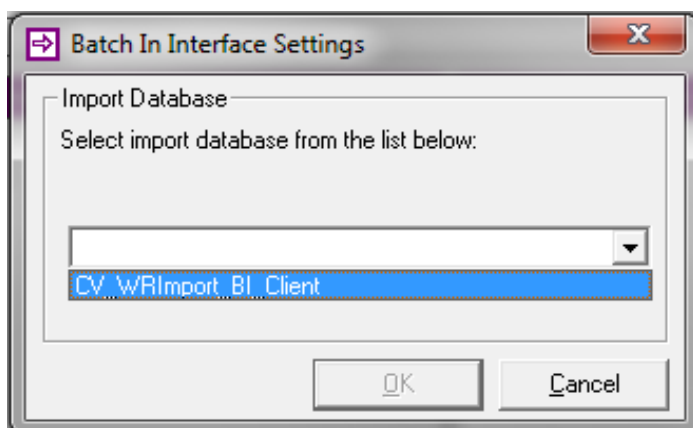 Batch In Interface Settings
Import Database
Select import database from the list below:
CV_WRImport_BI_Client
OK
Cancel